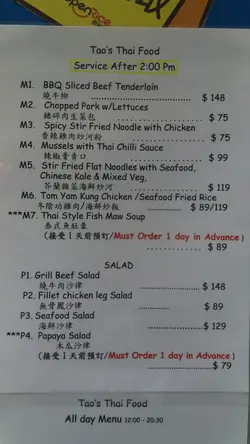 openrice
Tao's Thai Food
Service After 2:00 Pm
M1. BBQ Sliced Beef Tenderloin
燒牛柳 .......................................... $ 148
M2. Chopped Pork w/Lettuces
豬碎肉生菜包 .......................................... $ 75
M3. Spicy Stir Fried Noodle with Chicken
香辣雞肉炒河粉 .......................................... $ 75
M4. Mussels with Thai Chilli Sauce
辣椒膏青口 .......................................... $ 99
M5. Stir Fired Flat Noodles with Seafood,
Chinese Kale & Mixed Veg,
芥蘭雜菜海鮮炒河 .......................... $ 119
M6. Tom Yam Kung Chicken /Seafood Fried Rice
冬陰功雞肉/海鮮炒飯 ...................... $ 89/119
***M7. Thai Style Fish Maw Soup
泰式魚肚羹
(接受1天前預訂/Must Order 1 day in Advance)
.......................... $ 89
SALAD
P1. Grill Beef Salad
燒牛肉沙律 .......................... $ 148
P2. Fillet chicken leg Salad
無骨鳳沙律 .................. $ 89
P3. Seafood Salad
海鮮沙律 ..........................$ 129
***P4. Papaya Salad
木瓜沙律
(接受1天前預訂/Must Order 1 day in Advance)
..........................$ 79
Tao's Thai Food
All day Menu 12:00 - 20:30